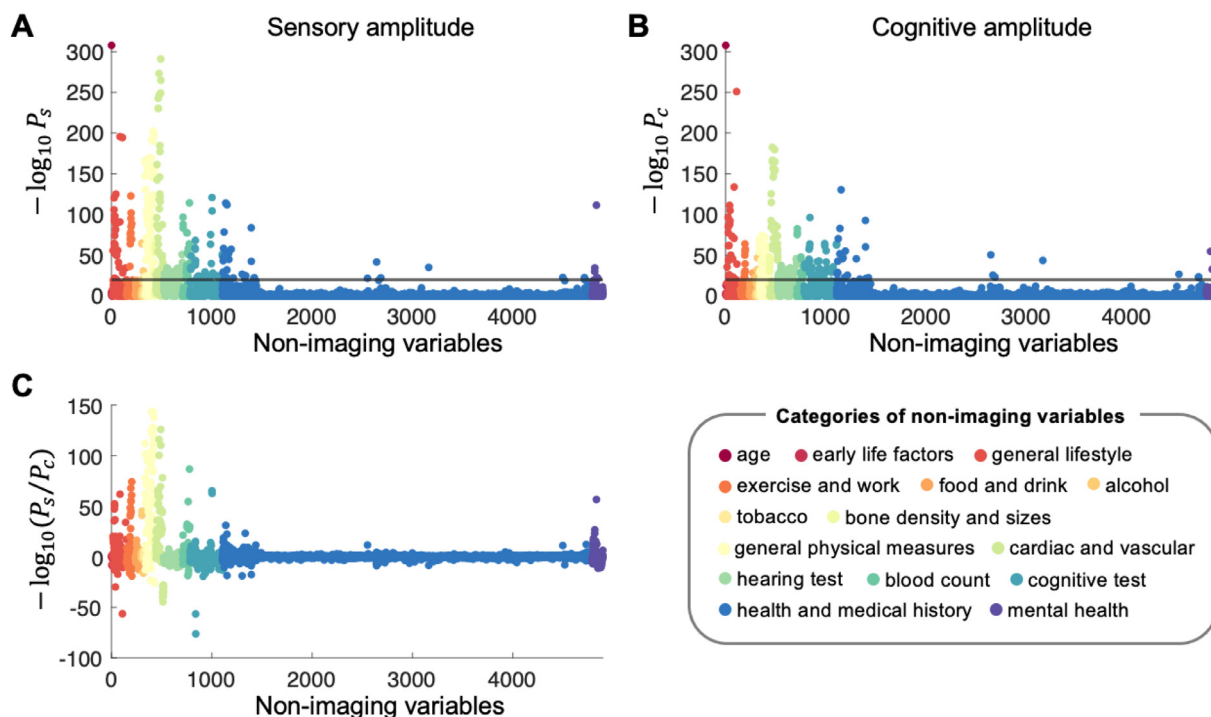 A
Sensory amplitude
300
250
200
150
100
50
0
− log₁₀ Pₛ
0 1000 2000 3000 4000
Non-imaging variables
B
Cognitive amplitude
300
250
200
150
100
50
0
− log₁₀ P꜀
0 1000 2000 3000 4000
Non-imaging variables
C
150
100
50
0
-50
-100
− log₁₀(Pₛ/P꜀)
0 1000 2000 3000 4000
Non-imaging variables
Categories of non-imaging variables
age early life factors general lifestyle
exercise and work food and drink alcohol
tobacco bone density and sizes
general physical measures cardiac and vascular
hearing test blood count cognitive test
health and medical history mental health